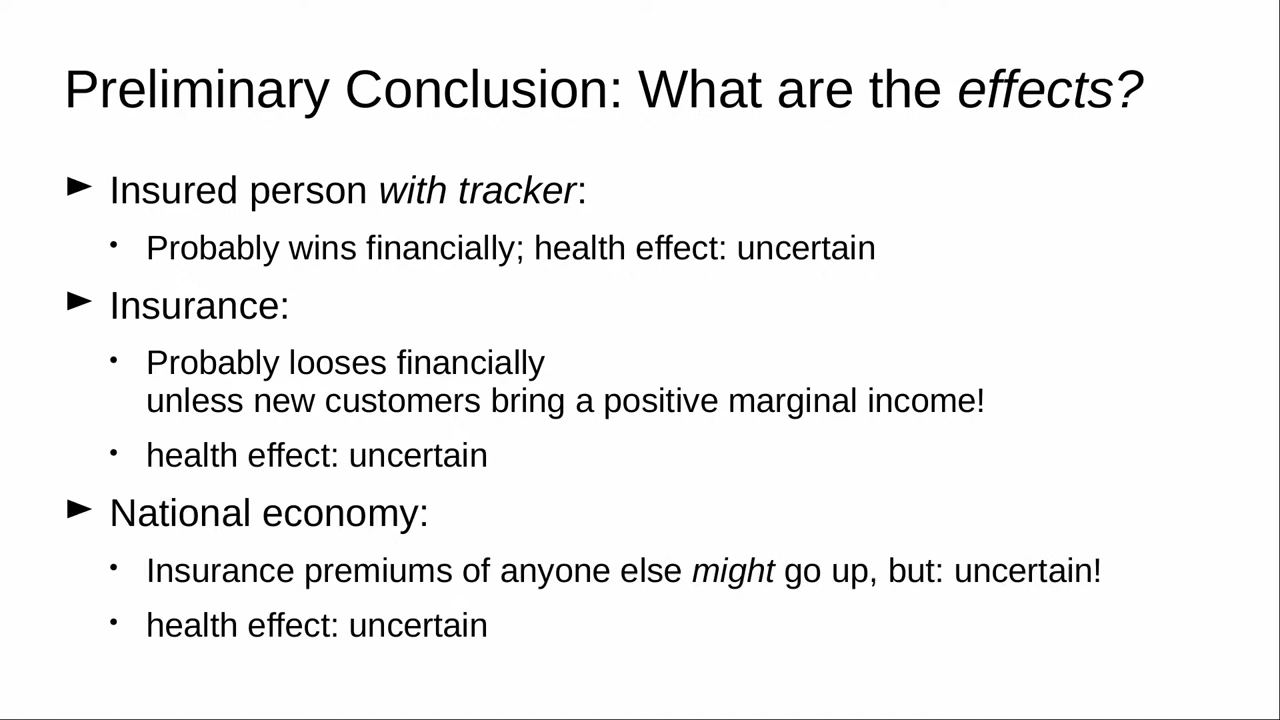 Preliminary Conclusion: What are the effects?
► Insured person with tracker:
• Probably wins financially; health effect: uncertain
► Insurance:
• Probably looses financially
unless new customers bring a positive marginal income!
• health effect: uncertain
► National economy:
• Insurance premiums of anyone else might go up, but: uncertain!
• health effect: uncertain